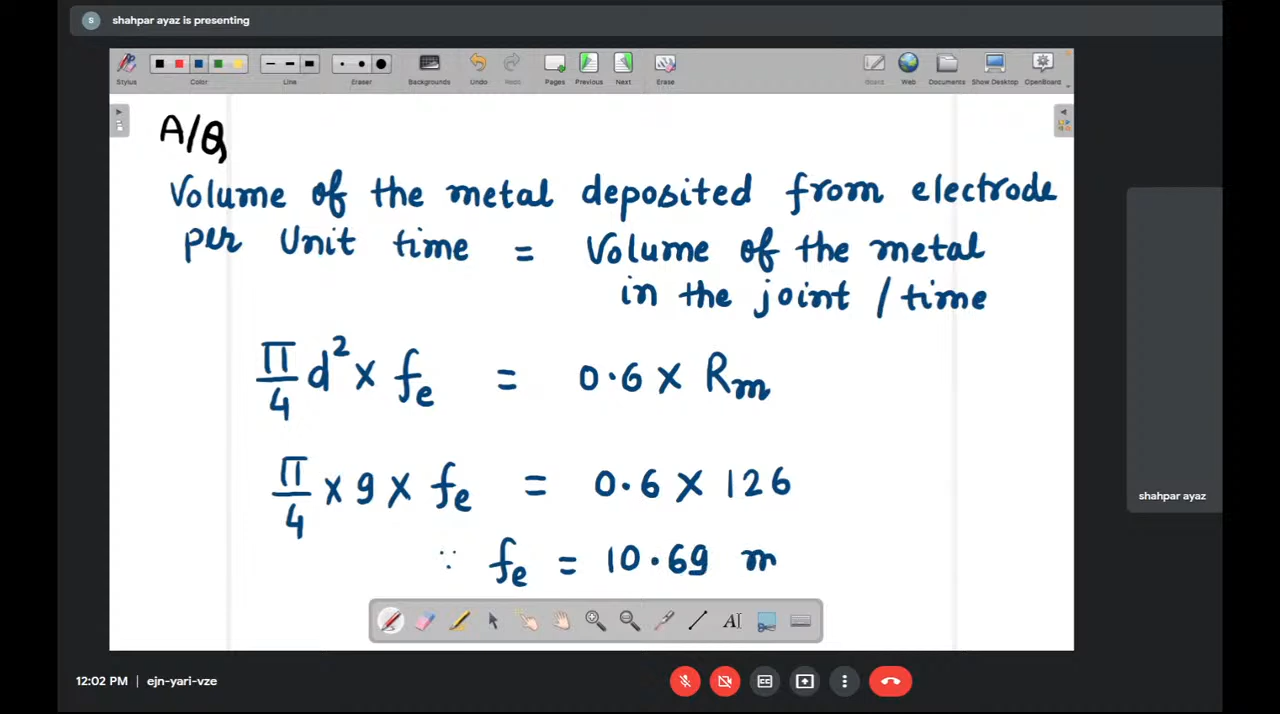 S shahpar ayaz is presenting
Stylus Color Line Eraser Backgrounds Undo Redo Pages Previous Next Erase Board Web Documents Show Desktop OpenBoard
A/Q
Volume of the metal deposited from electrode
per Unit time = Volume of the metal
in the joint / time
π/4 d² × fe = 0.6 × Rm
π/4 × 9 × fe = 0.6 × 126
∵ fe = 10.69 m
AI
shahpar ayaz
12:02 PM | ejn-yari-vze